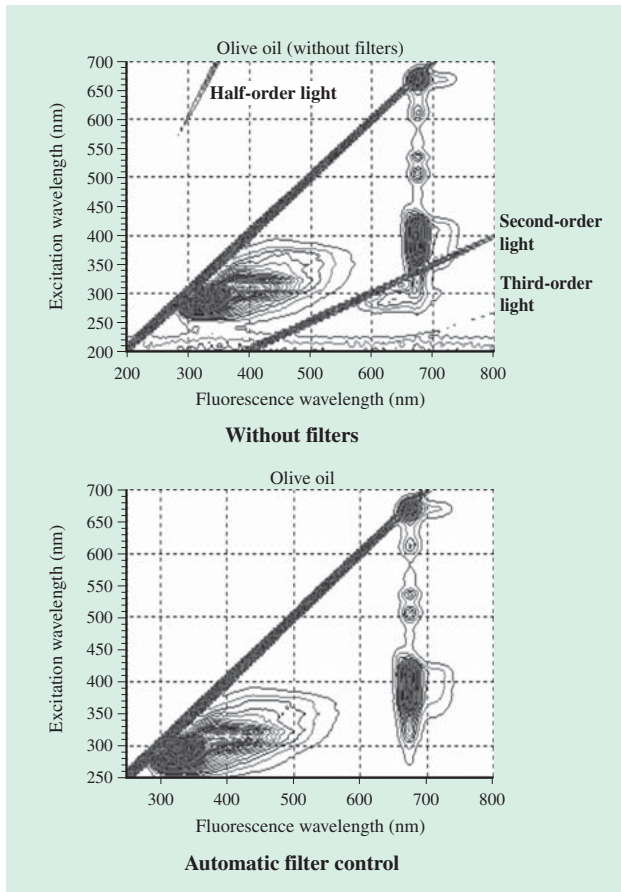 Olive oil (without filters)
700
650
600
550
500
450
400
350
300
250
200
Excitation wavelength (nm)
Half-order light
Second-order
light
Third-order
light
200 300 400 500 600 700 800
Fluorescence wavelength (nm)
Without filters
Olive oil
700
650
600
550
500
450
400
350
300
250
Excitation wavelength (nm)
300 400 500 600 700 800
Fluorescence wavelength (nm)
Automatic filter control